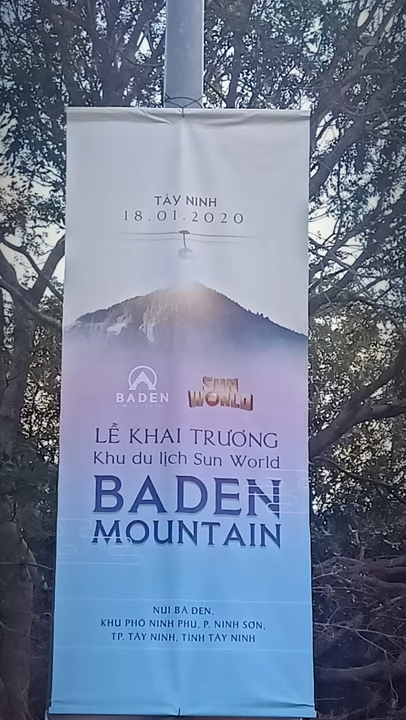 TÂY NINH
18.01.2020
BADEN
MOUNTAIN
SUN
WORLD
LỄ KHAI TRƯƠNG
Khu du lịch Sun World
BADEN
MOUNTAIN
NÚI BÀ ĐEN,
KHU PHỐ NINH PHÚ, P. NINH SƠN,
TP. TÂY NINH, TỈNH TÂY NINH